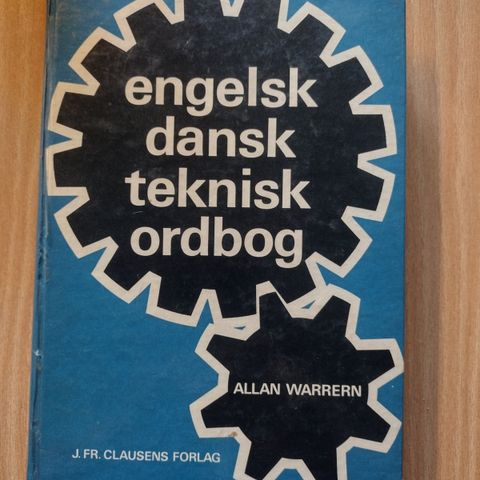 engelsk
dansk
teknisk
ordbog
ALLAN WARRERN
J. FR. CLAUSENS FORLAG